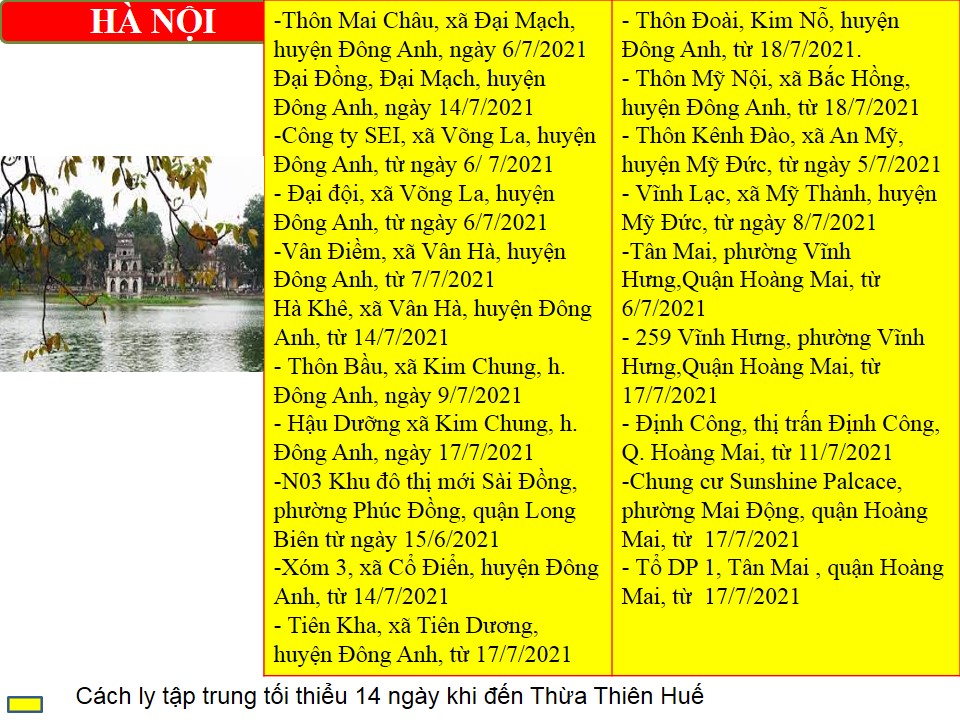 HÀ NỘI
-Thôn Mai Châu, xã Đại Mạch,
huyện Đông Anh, ngày 6/7/2021
Đại Đồng, Đại Mạch, huyện
Đông Anh, ngày 14/7/2021
-Công ty SEI, xã Võng La, huyện
Đông Anh, từ ngày 6/ 7/2021
- Đại đội, xã Võng La, huyện
Đông Anh, từ ngày 6/7/2021
-Vân Điềm, xã Vân Hà, huyện
Đông Anh, từ 7/7/2021
Hà Khê, xã Vân Hà, huyện Đông
Anh, từ 14/7/2021
- Thôn Bầu, xã Kim Chung, h.
Đông Anh, ngày 9/7/2021
- Hậu Dưỡng xã Kim Chung, h.
Đông Anh, ngày 17/7/2021
-N03 Khu đô thị mới Sài Đồng,
phường Phúc Đồng, quận Long
Biên từ ngày 15/6/2021
-Xóm 3, xã Cổ Điển, huyện Đông
Anh, từ 14/7/2021
- Tiên Kha, xã Tiên Dương,
huyện Đông Anh, từ 17/7/2021
- Thôn Đoài, Kim Nỗ, huyện
Đông Anh, từ 18/7/2021.
- Thôn Mỹ Nội, xã Bắc Hồng,
huyện Đông Anh, từ 18/7/2021
- Thôn Kênh Đào, xã An Mỹ,
huyện Mỹ Đức, từ ngày 5/7/2021
- Vĩnh Lạc, xã Mỹ Thành, huyện
Mỹ Đức, từ ngày 8/7/2021
-Tân Mai, phường Vĩnh
Hưng,Quận Hoàng Mai, từ
6/7/2021
- 259 Vĩnh Hưng, phường Vĩnh
Hưng,Quận Hoàng Mai, từ
17/7/2021
- Định Công, thị trấn Định Công,
Q. Hoàng Mai, từ 11/7/2021
-Chung cư Sunshine Palcace,
phường Mai Động, quận Hoàng
Mai, từ 17/7/2021
- Tổ DP 1, Tân Mai , quận Hoàng
Mai, từ 17/7/2021
Cách ly tập trung tối thiểu 14 ngày khi đến Thừa Thiên Huế